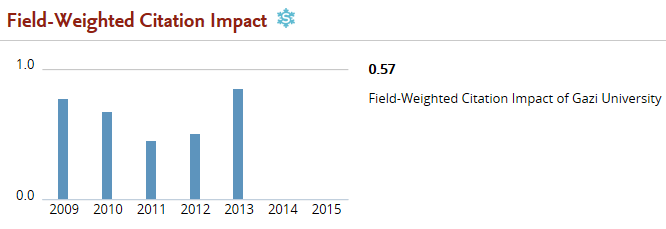 Field-Weighted Citation Impact
1.0
0.0
2009 2010 2011 2012 2013 2014 2015
0.57
Field-Weighted Citation Impact of Gazi University